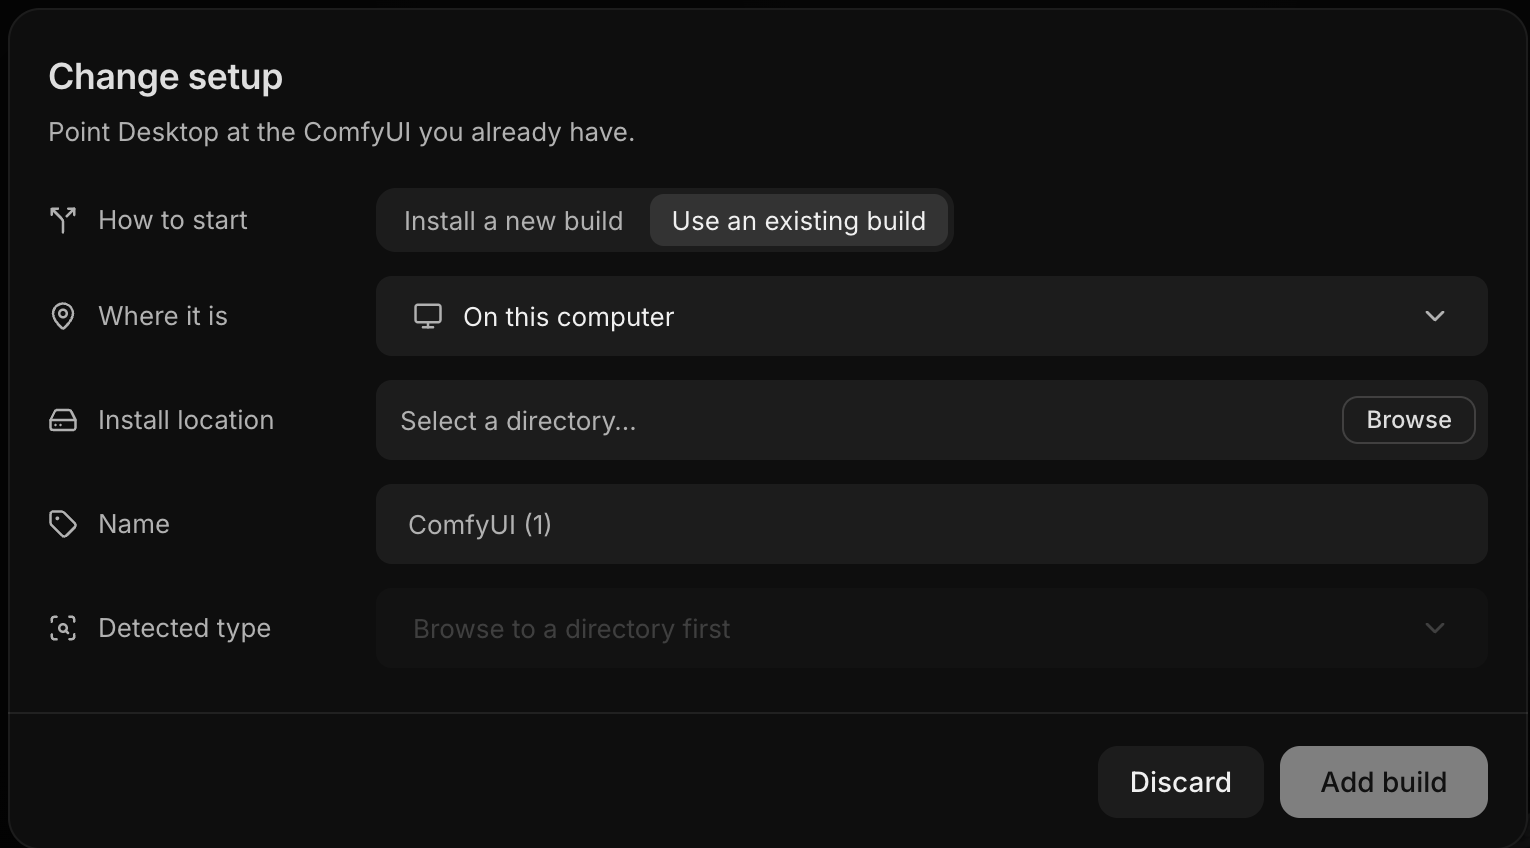 Change setup
Point Desktop at the ComfyUI you already have.
How to start
Install a new build
Use an existing build
Where it is
On this computer
Install location
Select a directory...
Browse
Name
ComfyUI (1)
Detected type
Browse to a directory first
Discard
Add build